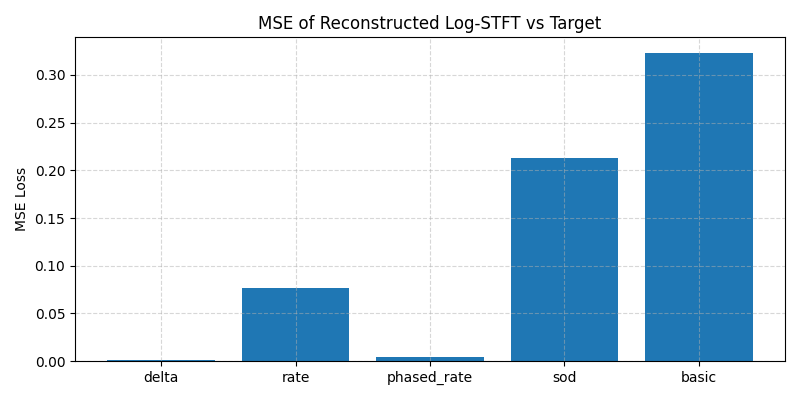 MSE of Reconstructed Log-STFT vs Target
MSE Loss
0.30
0.25
0.20
0.15
0.10
0.05
0.00
delta rate phased_rate sod basic